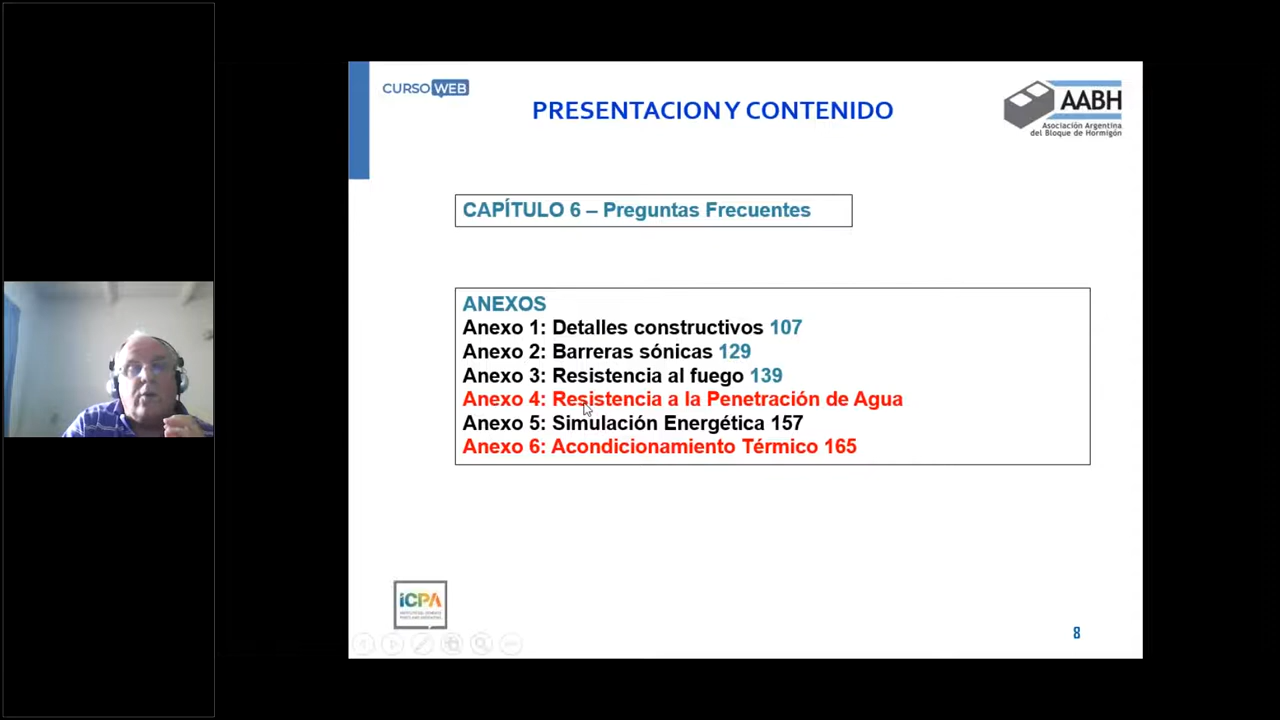 CURSO WEB
PRESENTACION Y CONTENIDO
AABH
Asociación Argentina
del Bloque de Hormigón
CAPÍTULO 6 – Preguntas Frecuentes
ANEXOS
Anexo 1: Detalles constructivos 107
Anexo 2: Barreras sónicas 129
Anexo 3: Resistencia al fuego 139
Anexo 4: Resistencia a la Penetración de Agua
Anexo 5: Simulación Energética 157
Anexo 6: Acondicionamiento Térmico 165
iCPA
8